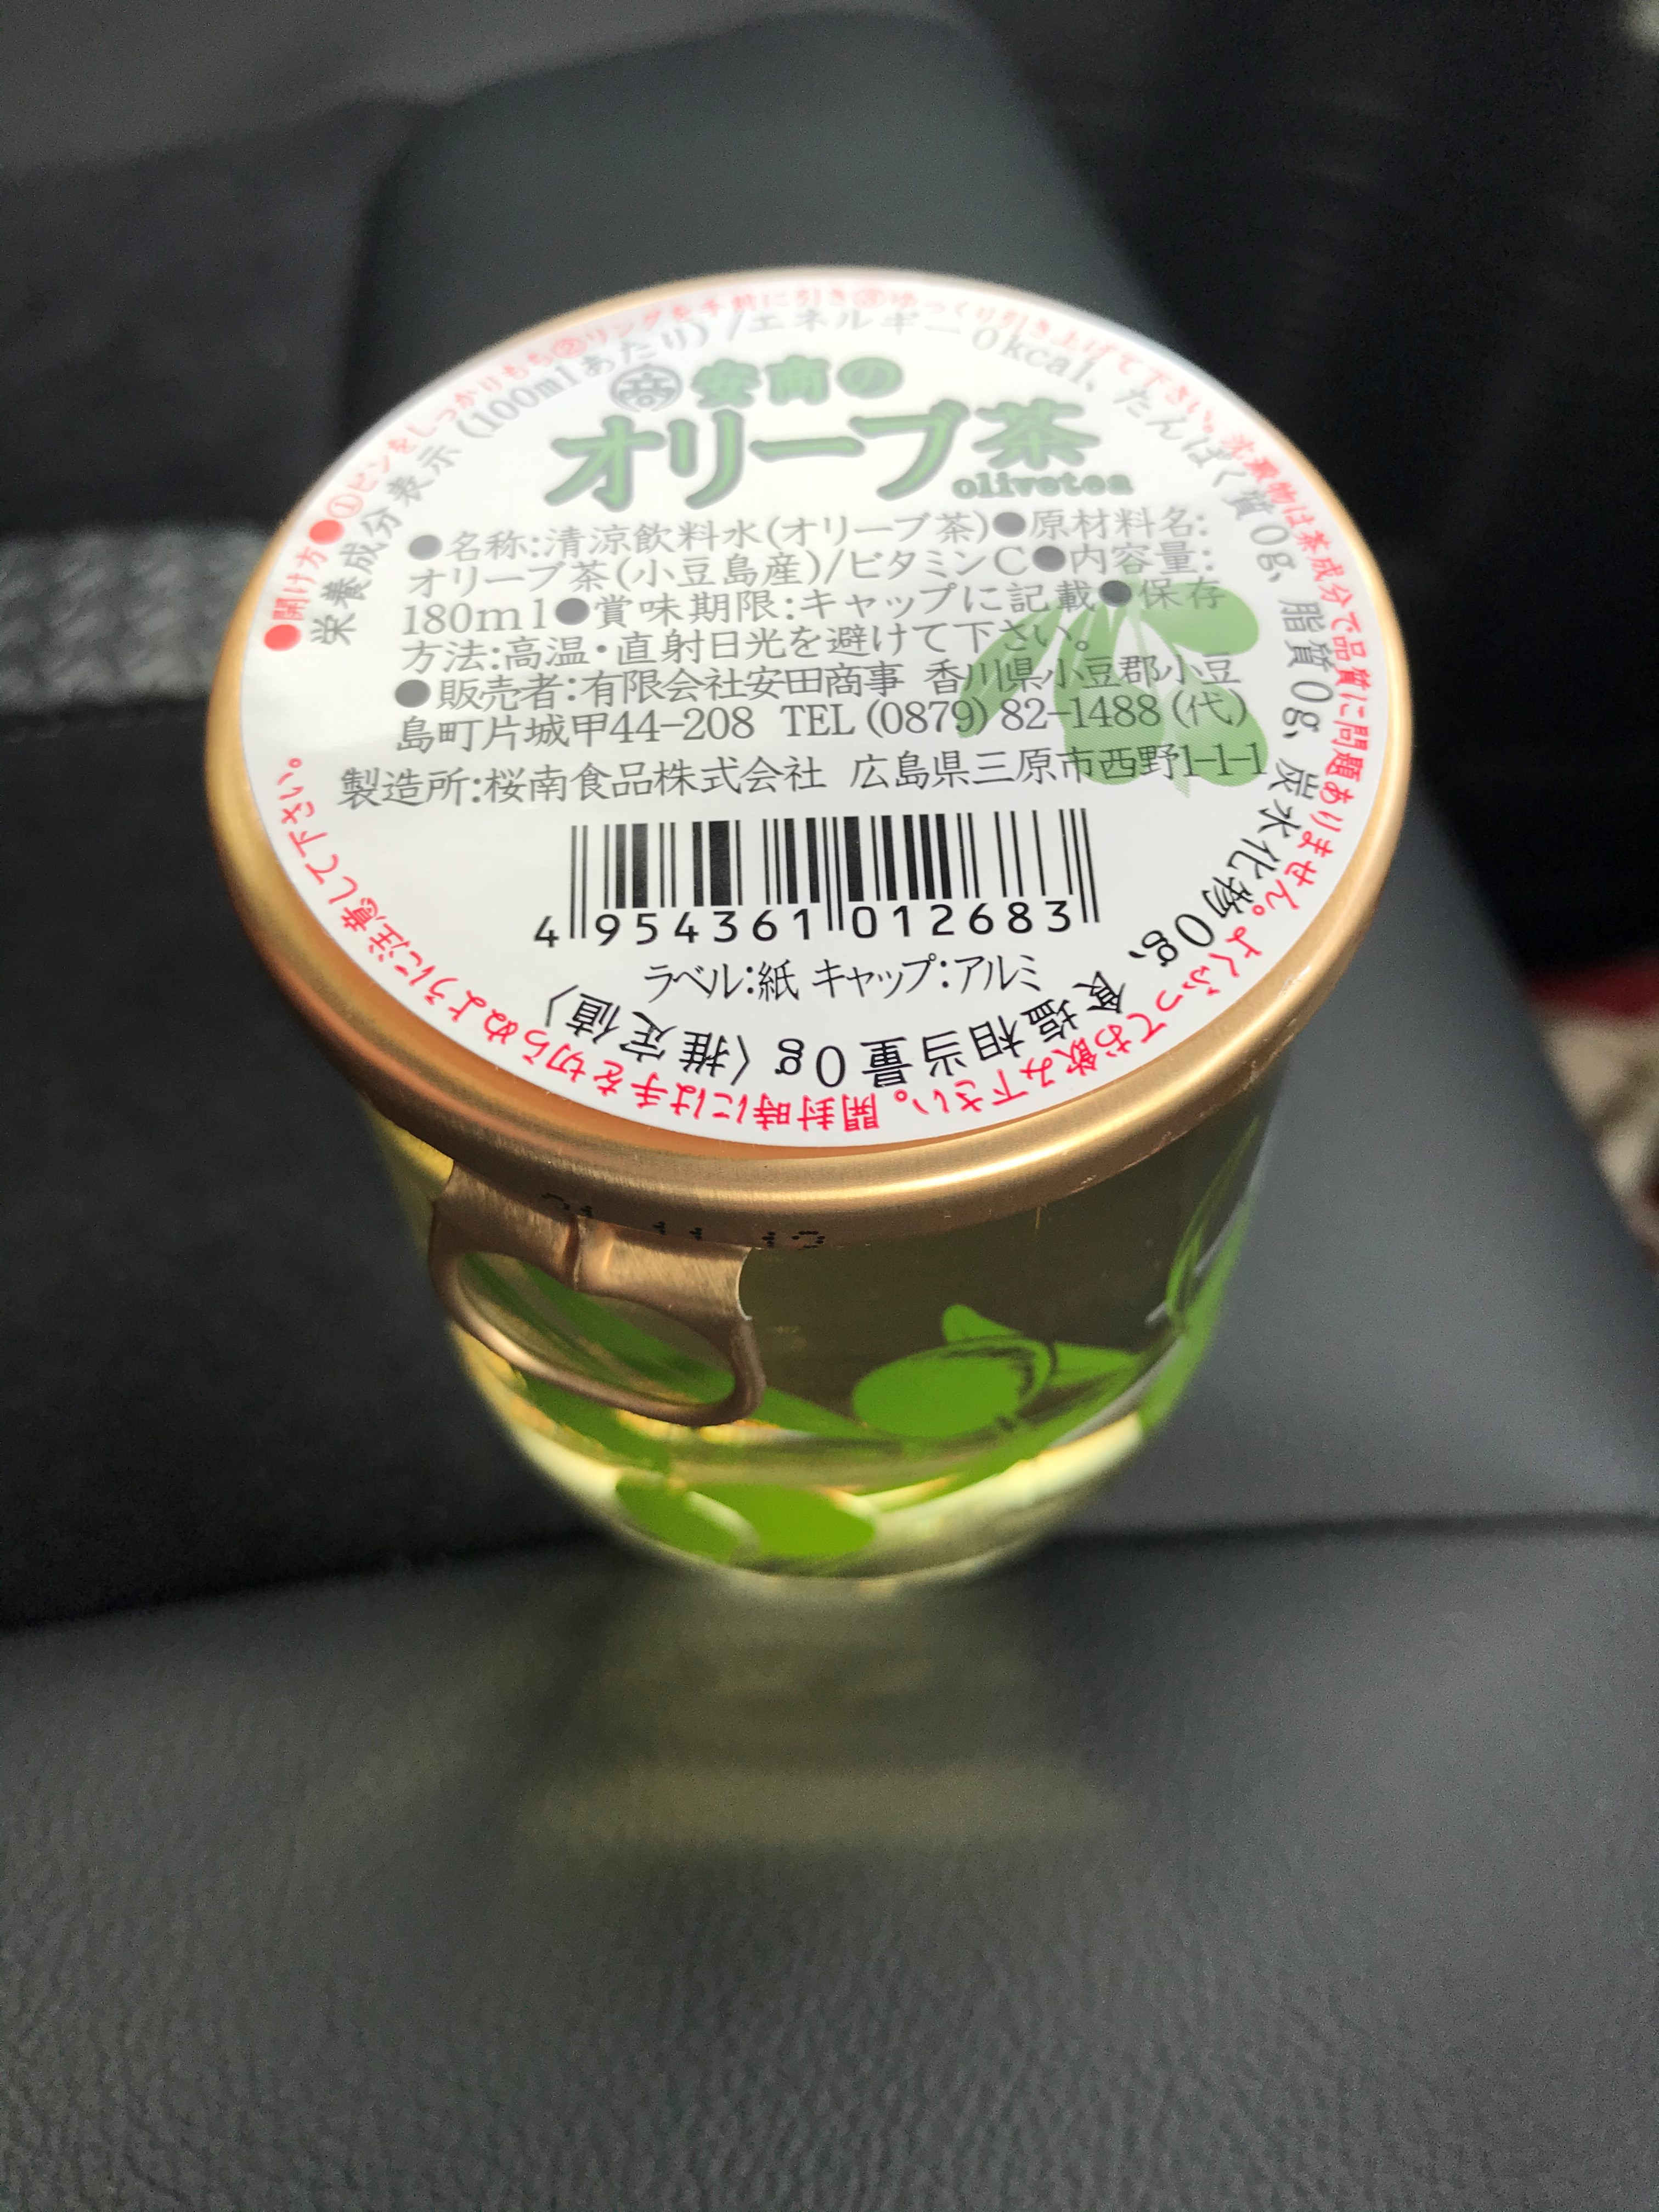 安商の
オリーブ茶
olivetea
●名称:清涼飲料水(オリーブ茶)●原材料名:
オリーブ茶(小豆島産)/ビタミンC●内容量:
180ml●賞味期限:キャップに記載●保存
方法:高温・直射日光を避けて下さい。
●販売者:有限会社安田商事 香川県小豆郡小豆
島町片城甲44-208 TEL(0879)82-1488(代)
製造所:桜南食品株式会社 広島県三原市西野1-1-1
4 954361 012683
ラベル:紙 キャップ:アルミ
栄養成分表示(100mlあたり)/エネルギー0kcal、たんぱく質0g、脂質0g、炭水化物0g、食塩相当量0g〈推定値〉
●開け方●①ビンをしっかりもち②リングを手前に引き③ゆっくり引き上げて下さい。沈澱物は茶成分で品質に問題ありません。よくふってお飲み下さい。開封時には手を切らぬように注意して下さい。